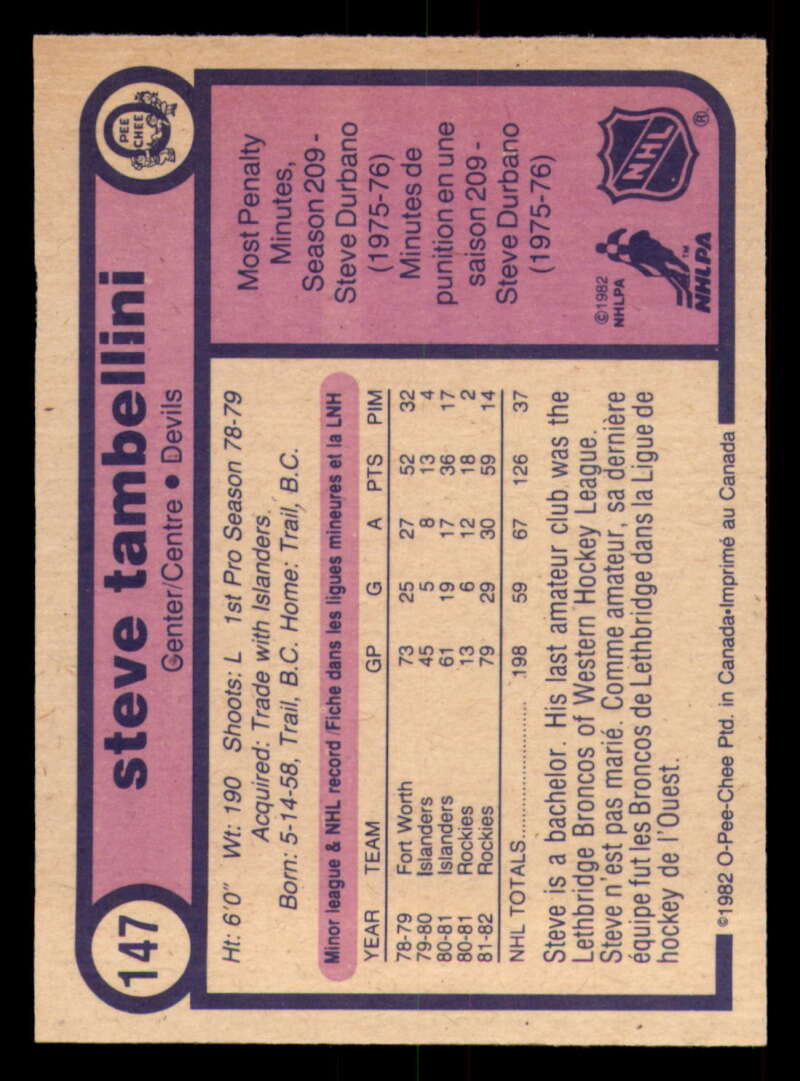 147
steve tambellini
PEE
CHEE
Center/Centre • Devils
Ht: 6'0" Wt: 190 Shoots: L 1st Pro Season 78-79
Acquired: Trade with Islanders.
Born: 5-14-58, Trail, B.C. Home: Trail, B.C.
Minor league & NHL record/Fiche dans les ligues mineures et la LNH
YEAR TEAM GP G A PTS PIM
78-79 Fort Worth 73 25 27 52 32
79-80 Islanders 45 5 8 13 4
80-81 Islanders 61 19 17 36 17
80-81 Rockies 13 6 12 18 2
81-82 Rockies 79 29 30 59 14
NHL TOTALS........................ 198 59 67 126 37
Steve is a bachelor. His last amateur club was the
Lethbridge Broncos of Western Hockey League.
Steve n'est pas marié. Comme amateur, sa dernière
équipe fut les Broncos de Lethbridge dans la Ligue de
hockey de l'Ouest.
Most Penalty
Minutes,
Season 209 -
Steve Durbano
(1975-76)
Minutes de
punition en une
saison 209 -
Steve Durbano
(1975-76)
©1982
NHLPA
NHLPA™
NHL®
©1982 O-Pee-Chee Ptd. in Canada•Imprimé au Canada